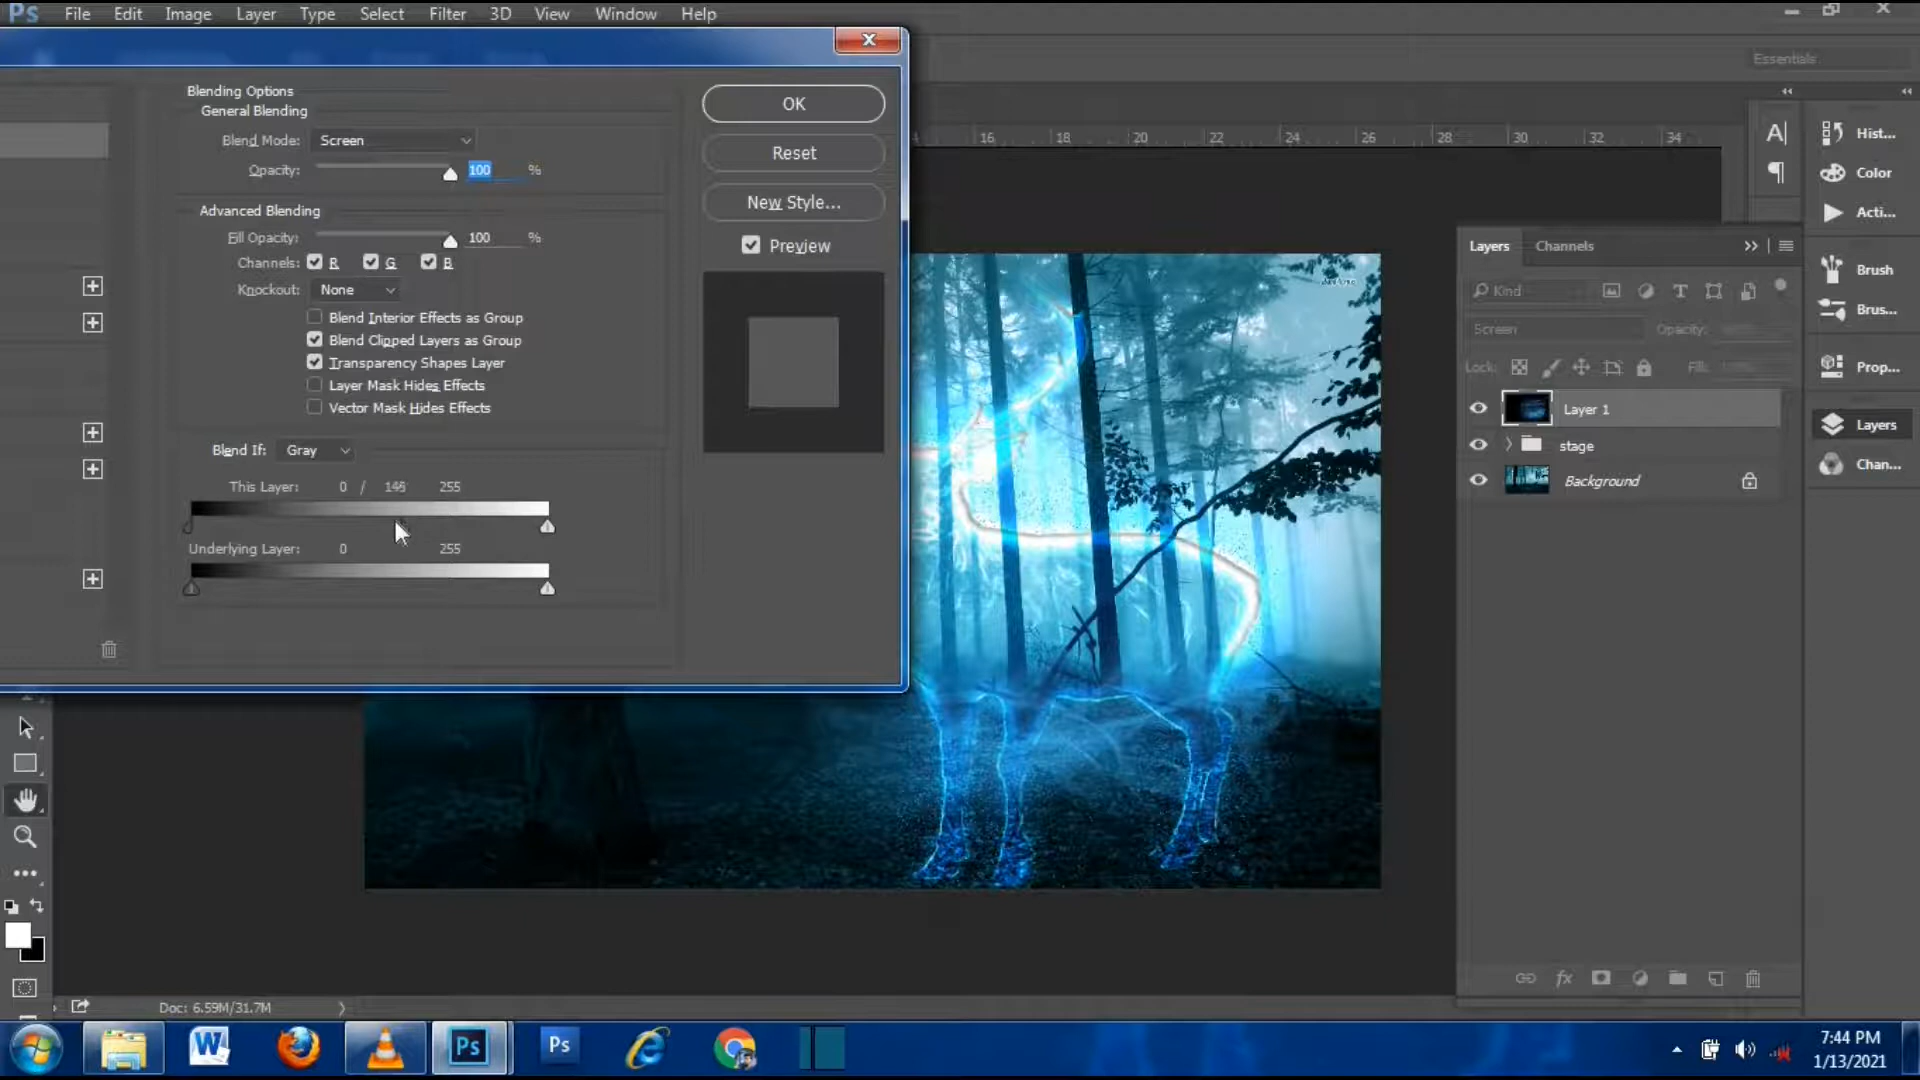 Ps File Edit Image Layer Type Select Filter 3D View Window Help
Essentials
Blending Options
General Blending
Blend Mode: Screen
Opacity: 100 %
Advanced Blending
Fill Opacity: 100 %
Channels: R G B
Knockout: None
Blend Interior Effects as Group
Blend Clipped Layers as Group
Transparency Shapes Layer
Layer Mask Hides Effects
Vector Mask Hides Effects
Blend If: Gray
This Layer: 0 / 146 255
Underlying Layer: 0 255
OK
Reset
New Style...
Preview
16 18 20 22 24 26 28 30 32 34
Hist...
Color
Acti...
Brush
Brus...
Prop...
Layers
Chan...
Layers Channels
Kind
Screen Opacity:
Lock: Fill:
Layer 1
stage
Background
fx
Doc: 6.59M/31.7M
W Ps Ps
7:44 PM
1/13/2021